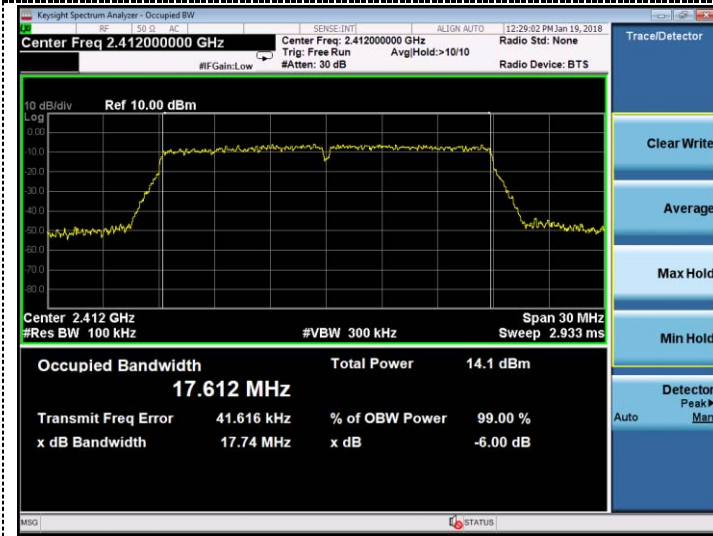 Keysight Spectrum Analyzer - Occupied BW
RF 50 Ω AC SENSE:INT ALIGN AUTO 12:29:02 PM Jan 19, 2018
Center Freq 2.412000000 GHz
Center Freq: 2.412000000 GHz Radio Std: None
Trig: Free Run Avg|Hold:>10/10
#IFGain:Low #Atten: 30 dB Radio Device: BTS
Trace/Detector
10 dB/div Ref 10.00 dBm
Log
0.00
-10.0
-20.0
-30.0
-40.0
-50.0
-60.0
-70.0
-80.0
Center 2.412 GHz Span 30 MHz
#Res BW 100 kHz #VBW 300 kHz Sweep 2.933 ms
Occupied Bandwidth Total Power 14.1 dBm
17.612 MHz
Transmit Freq Error 41.616 kHz % of OBW Power 99.00 %
x dB Bandwidth 17.74 MHz x dB -6.00 dB
Clear Write
Average
Max Hold
Min Hold
Detector
Peak▶
Auto Man
MSG STATUS